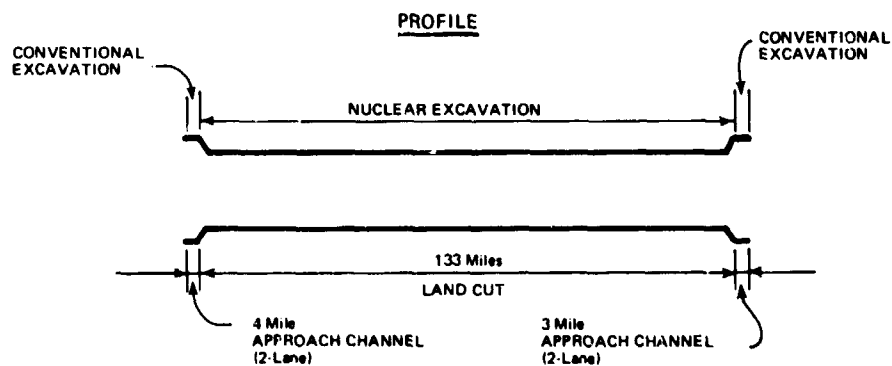 PROFILE
CONVENTIONAL
EXCAVATION
CONVENTIONAL
EXCAVATION
NUCLEAR EXCAVATION
133 Miles
LAND CUT
4 Mile
APPROACH CHANNEL
(2-Lane)
3 Mile
APPROACH CHANNEL
(2-Lane)